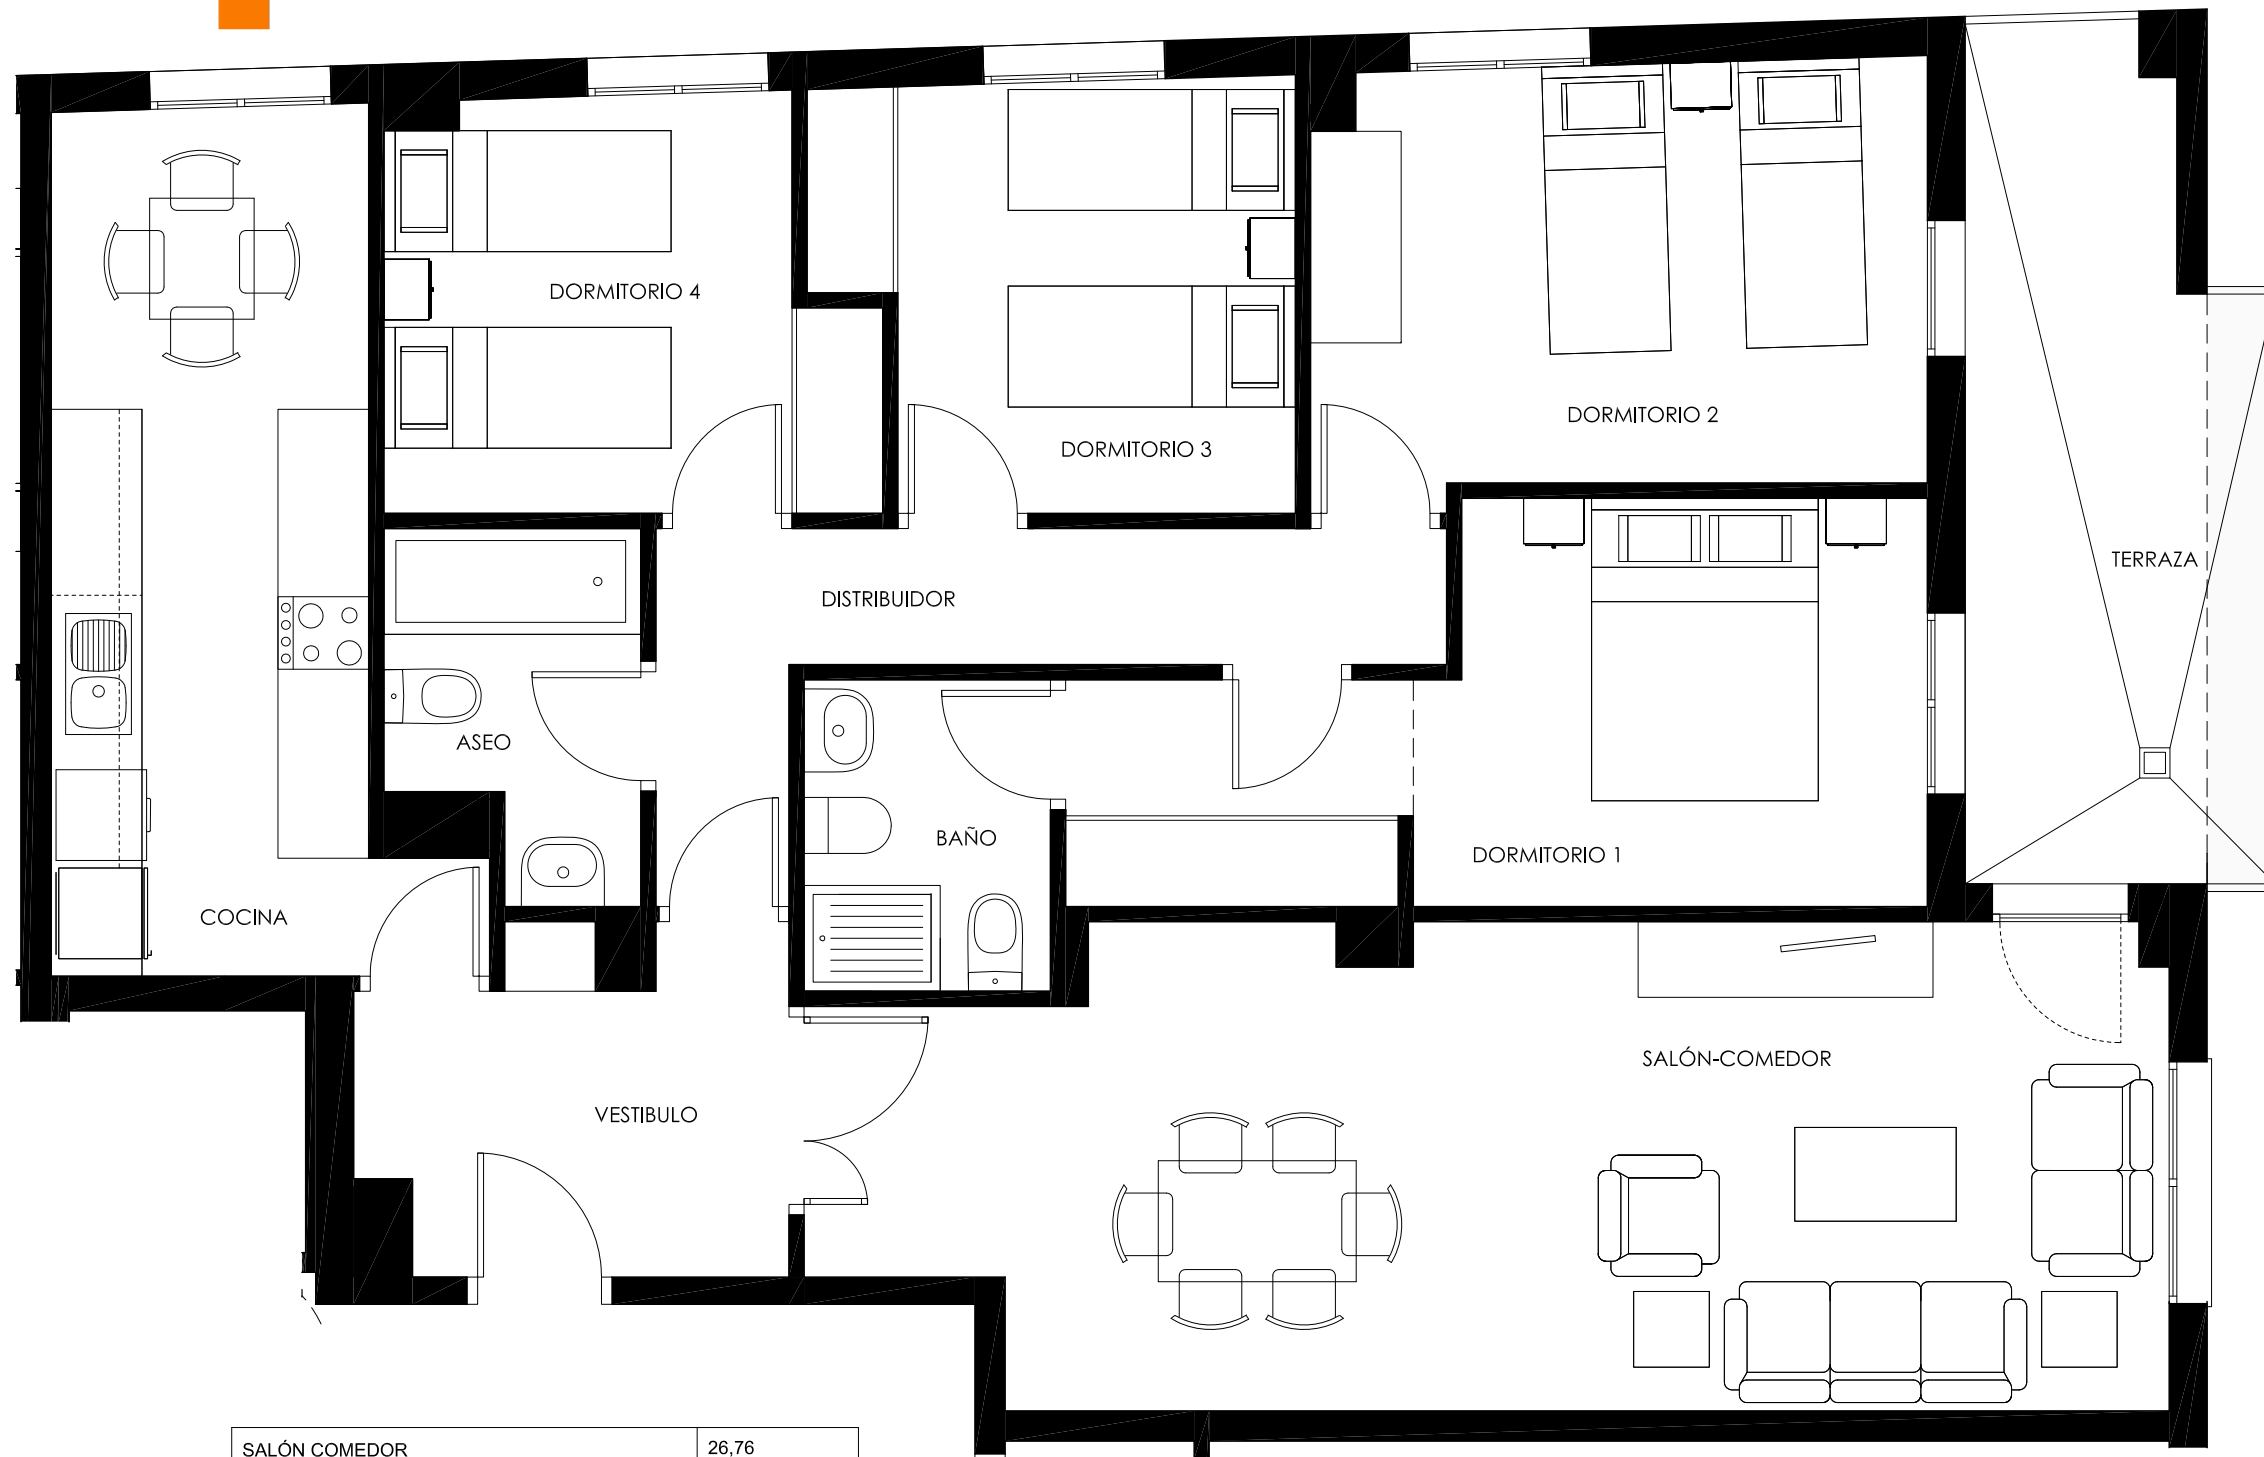 DORMITORIO 4
DORMITORIO 3
DORMITORIO 2
TERRAZA
DISTRIBUIDOR
ASEO
BAÑO
DORMITORIO 1
COCINA
SALÓN-COMEDOR
VESTIBULO
SALÓN COMEDOR 26,76